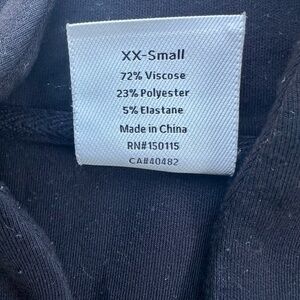 XX-Small
72% Viscose
23% Polyester
5% Elastane
Made in China
RN#150115
CA#40482